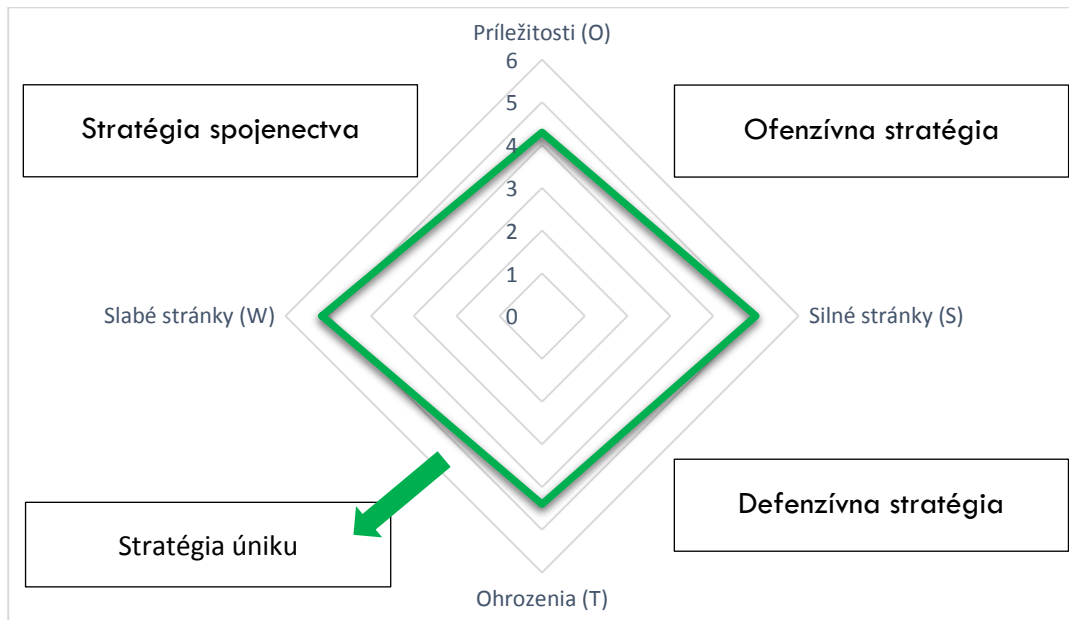 Príležitosti (O)
6
5
4
3
2
1
0
Stratégia spojenectva
Ofenzívna stratégia
Slabé stránky (W)
Silné stránky (S)
Stratégia úniku
Defenzívna stratégia
Ohrozenia (T)